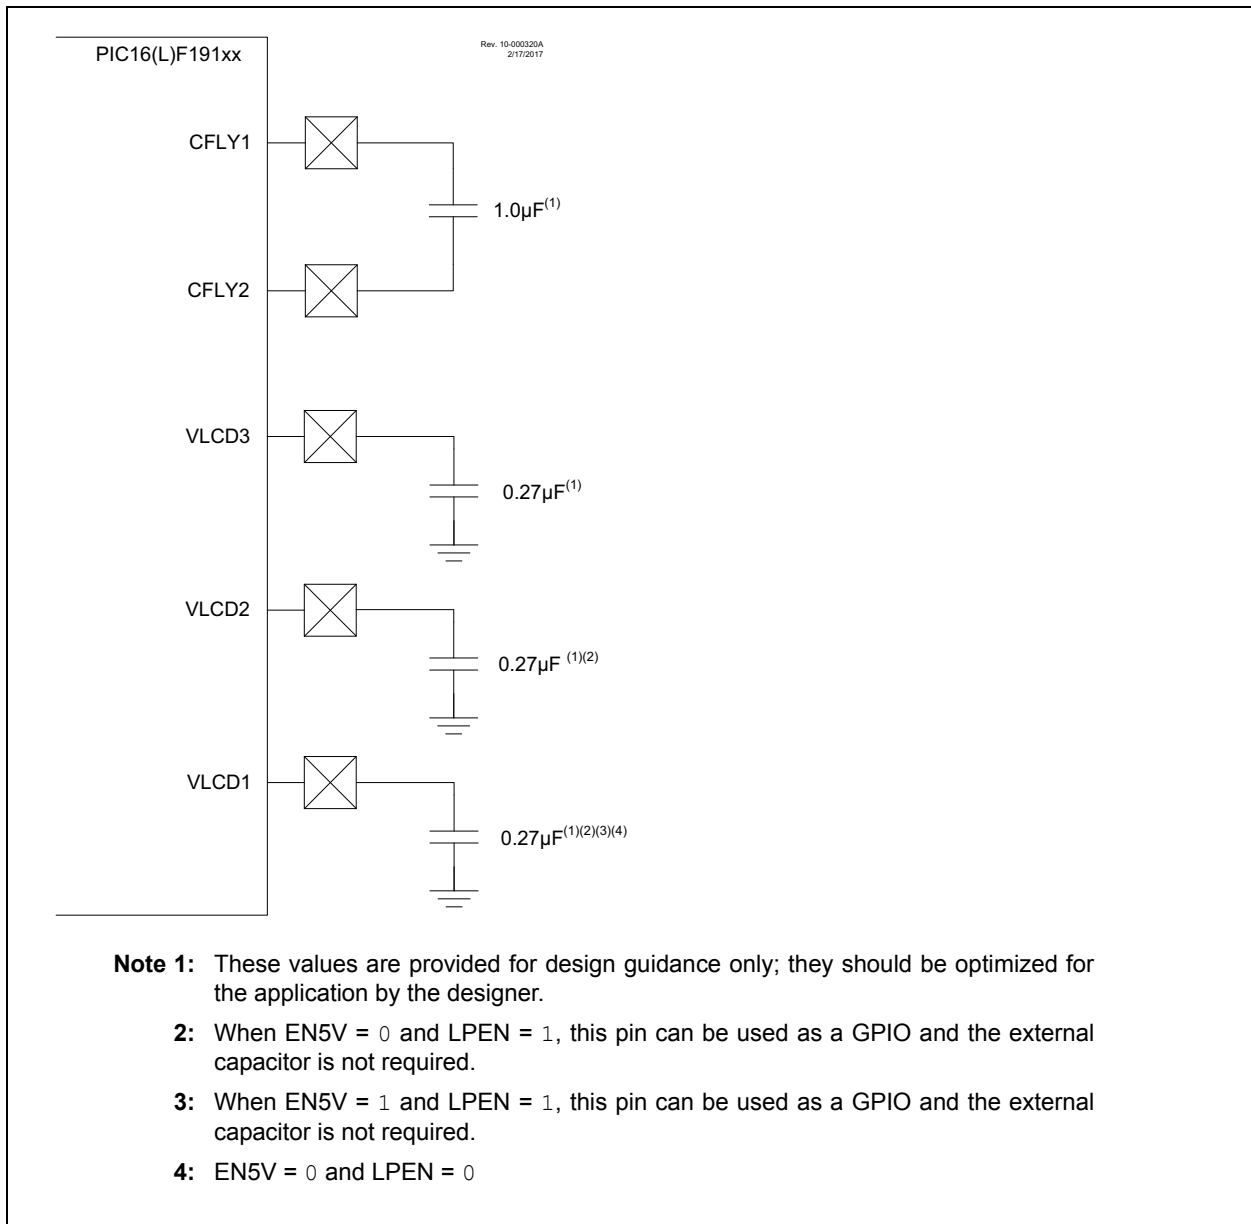 PIC16(L)F191xx
Rev. 10-000320A
2/17/2017
CFLY1
1.0µF(1)
CFLY2
VLCD3
0.27µF(1)
VLCD2
0.27µF (1)(2)
VLCD1
0.27µF(1)(2)(3)(4)
Note 1: These values are provided for design guidance only; they should be optimized for
the application by the designer.
2: When EN5V = 0 and LPEN = 1, this pin can be used as a GPIO and the external
capacitor is not required.
3: When EN5V = 1 and LPEN = 1, this pin can be used as a GPIO and the external
capacitor is not required.
4: EN5V = 0 and LPEN = 0